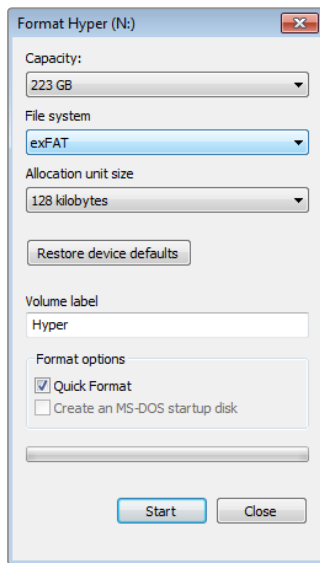 Format Hyper (N:)
Capacity:
223 GB
File system
exFAT
Allocation unit size
128 kilobytes
Restore device defaults
Volume label
Hyper
Format options
Quick Format
Create an MS-DOS startup disk
Start Close